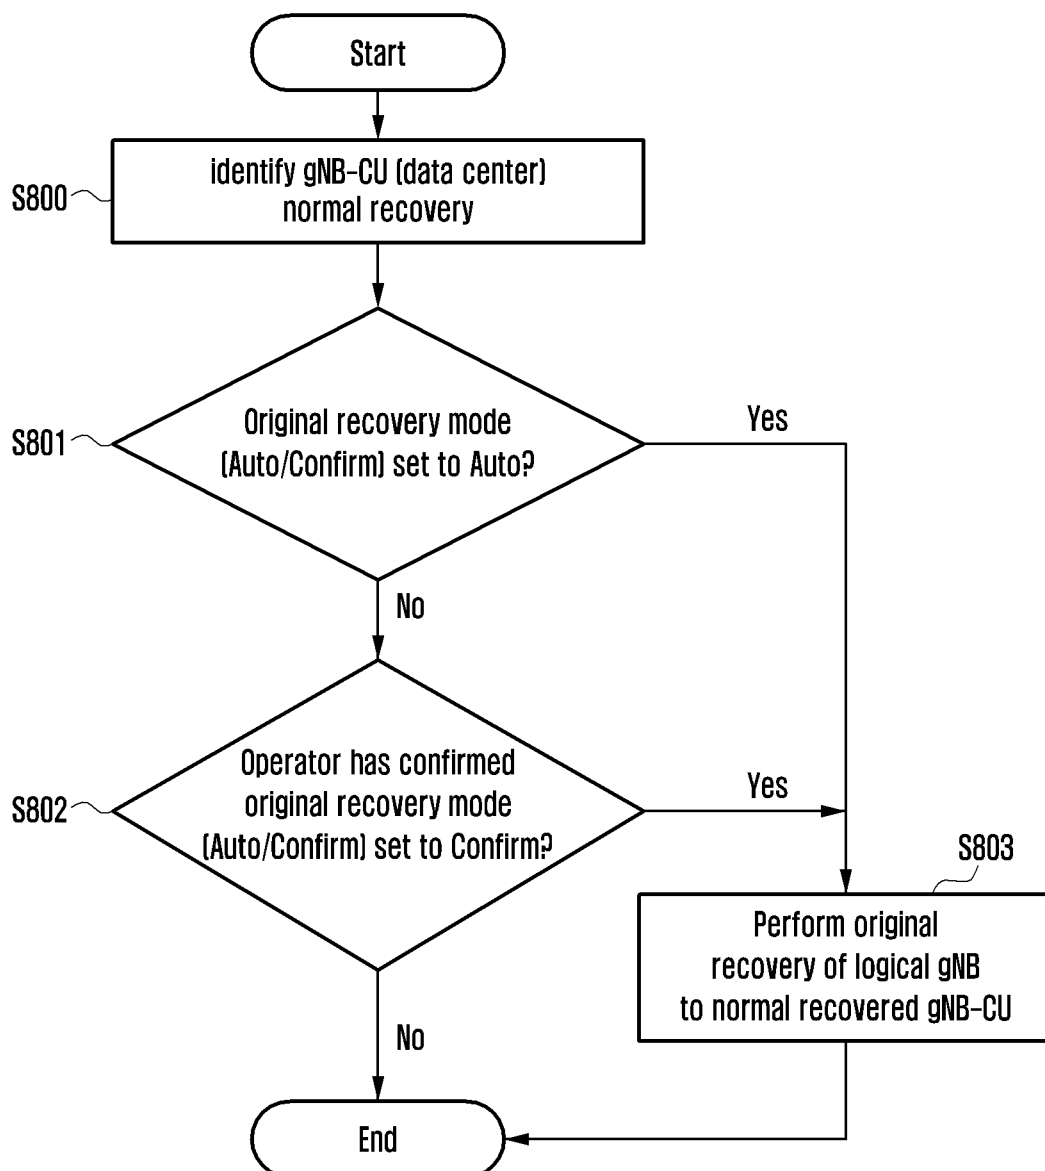 Start
identify gNB-CU (data center)
normal recovery
S800
Original recovery mode
(Auto/Confirm) set to Auto?
S801
Yes
No
Operator has confirmed
original recovery mode
(Auto/Confirm) set to Confirm?
S802
Yes
S803
Perform original
recovery of logical gNB
to normal recovered gNB-CU
No
End